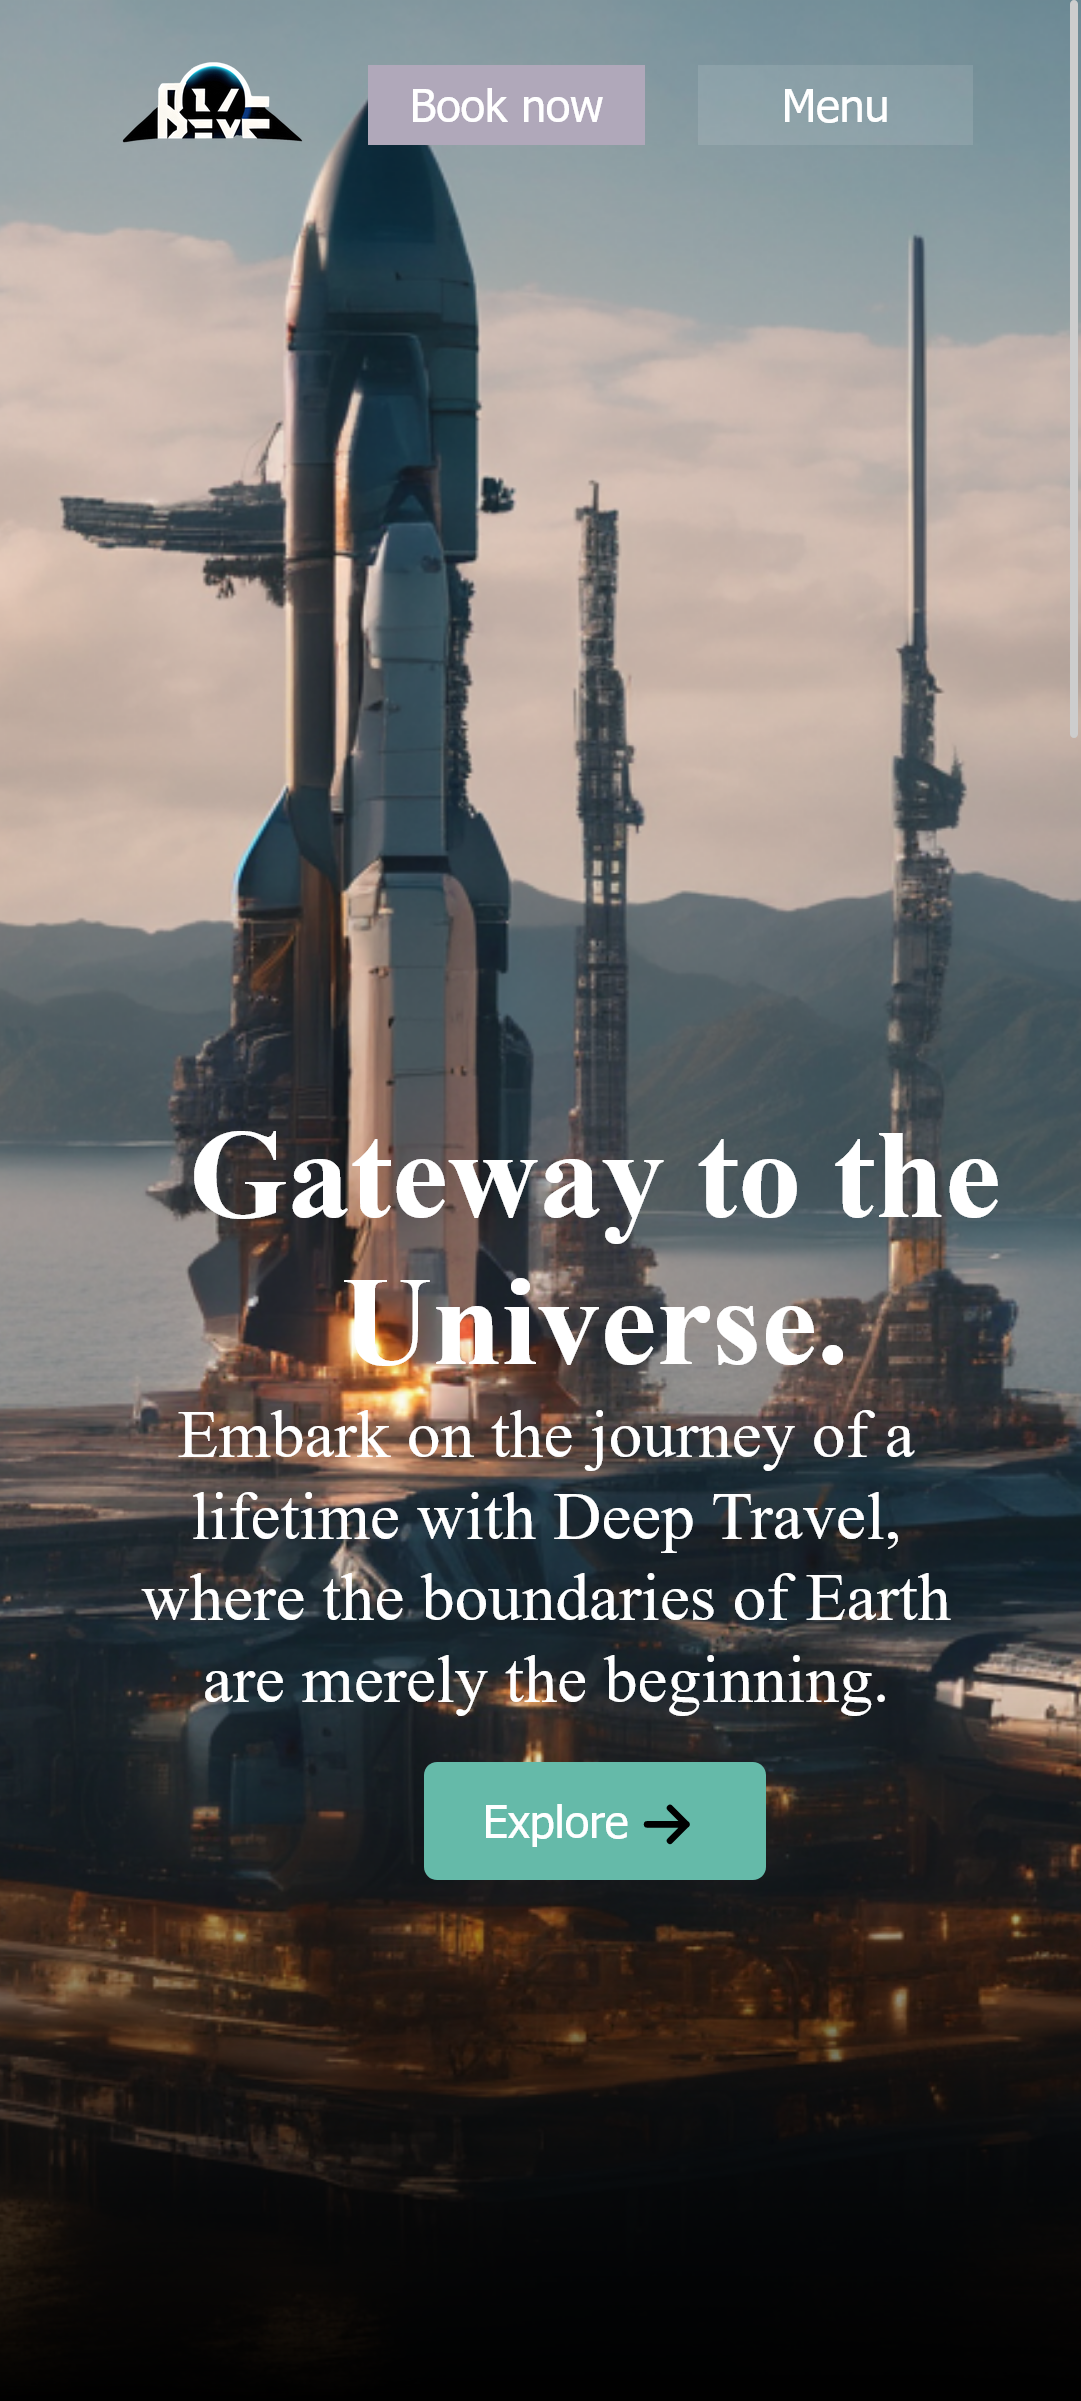 Book now
Menu
Gateway to the
Universe.
Embark on the journey of a
lifetime with Deep Travel,
where the boundaries of Earth
are merely the beginning.
Explore